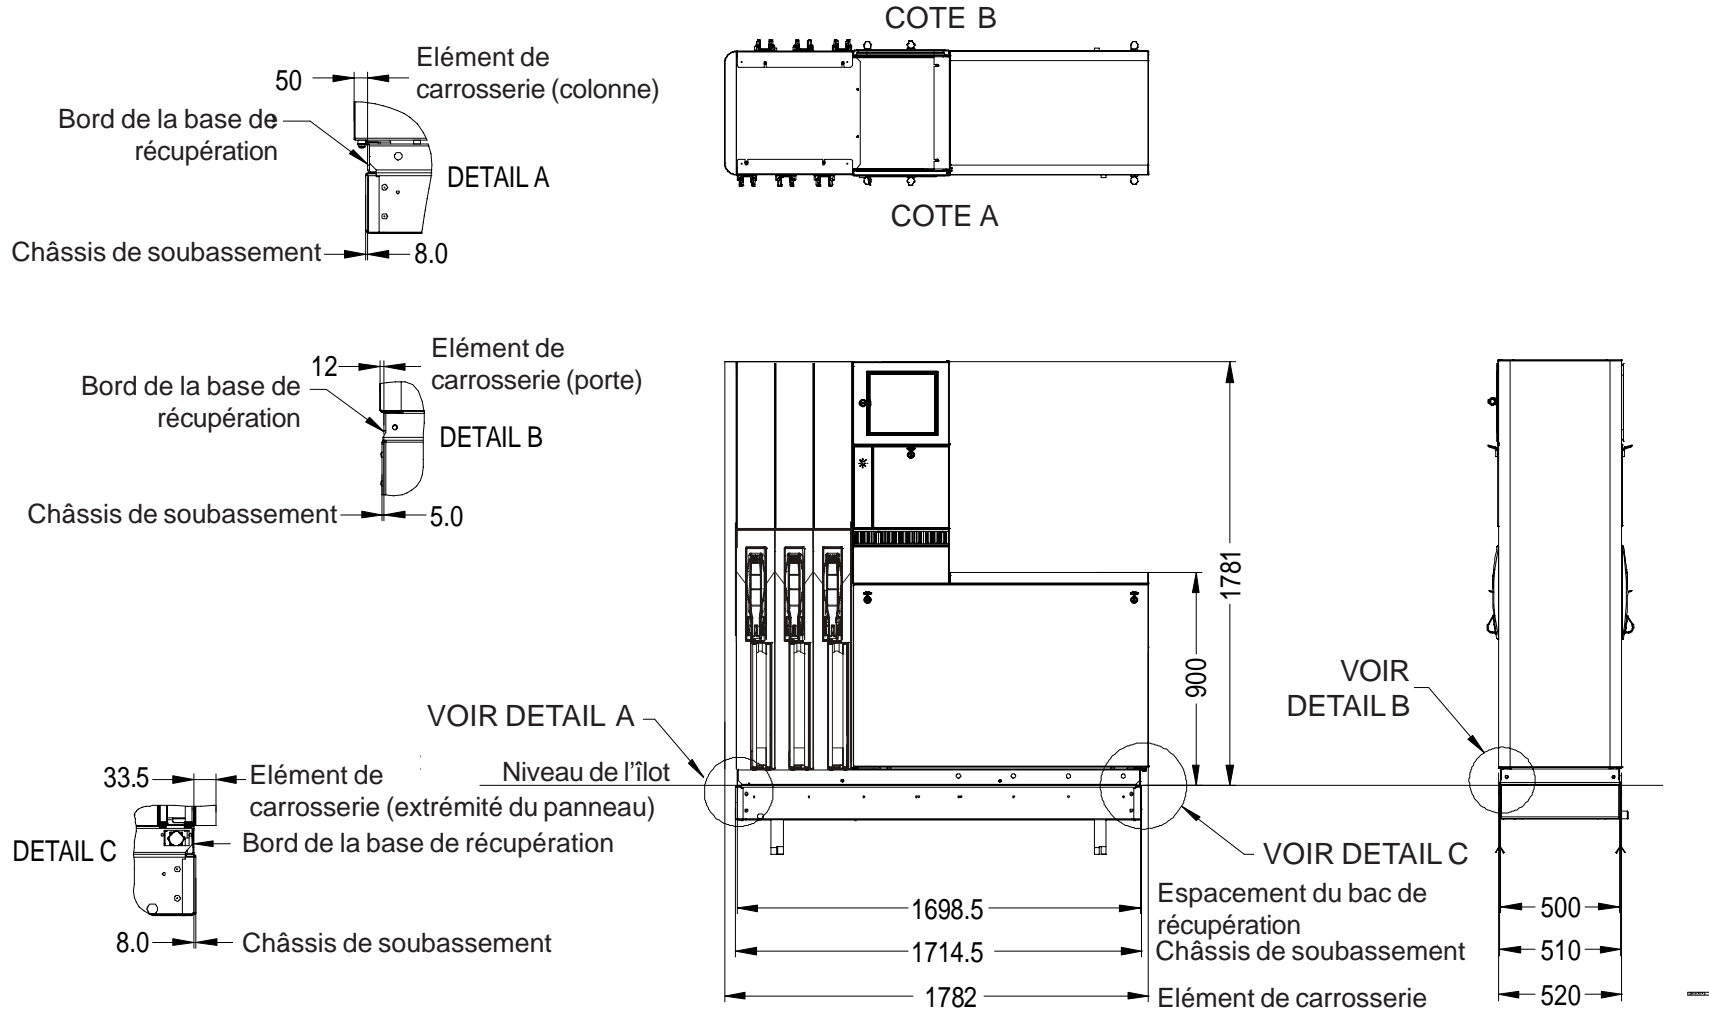 COTE B
Elément de
50
carrosserie (colonne)
Bord de la base de
récupération
DETAIL A
COTE A
Châssis de soubassement
8.0
Elément de
12
carrosserie (porte)
Bord de la base de
récupération
DETAIL B
Châssis de soubassement
5.0
1781
900
VOIR
DETAIL B
VOIR DETAIL A
Niveau de l'îlot
33.5
Elément de
carrosserie (extrémité du panneau)
DETAIL C
Bord de la base de récupération
VOIR DETAIL C
8.0
Châssis de soubassement
1698.5
Espacement du bac de
récupération
500
1714.5
Châssis de soubassement
510
1782
Elément de carrosserie
520